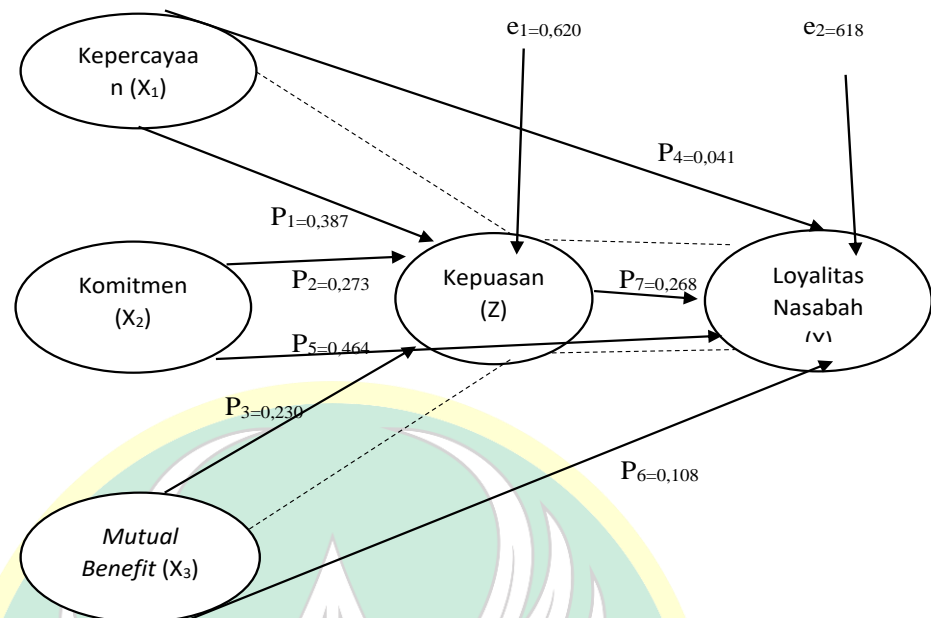 e1=0,620
e2=618
Kepercayaa
n (X1)
P4=0,041
P1=0,387
Komitmen
(X2)
P2=0,273
Kepuasan
(Z)
P7=0,268
Loyalitas
Nasabah
(Y)
P5=0,464
P3=0,230
P6=0,108
Mutual
Benefit (X3)